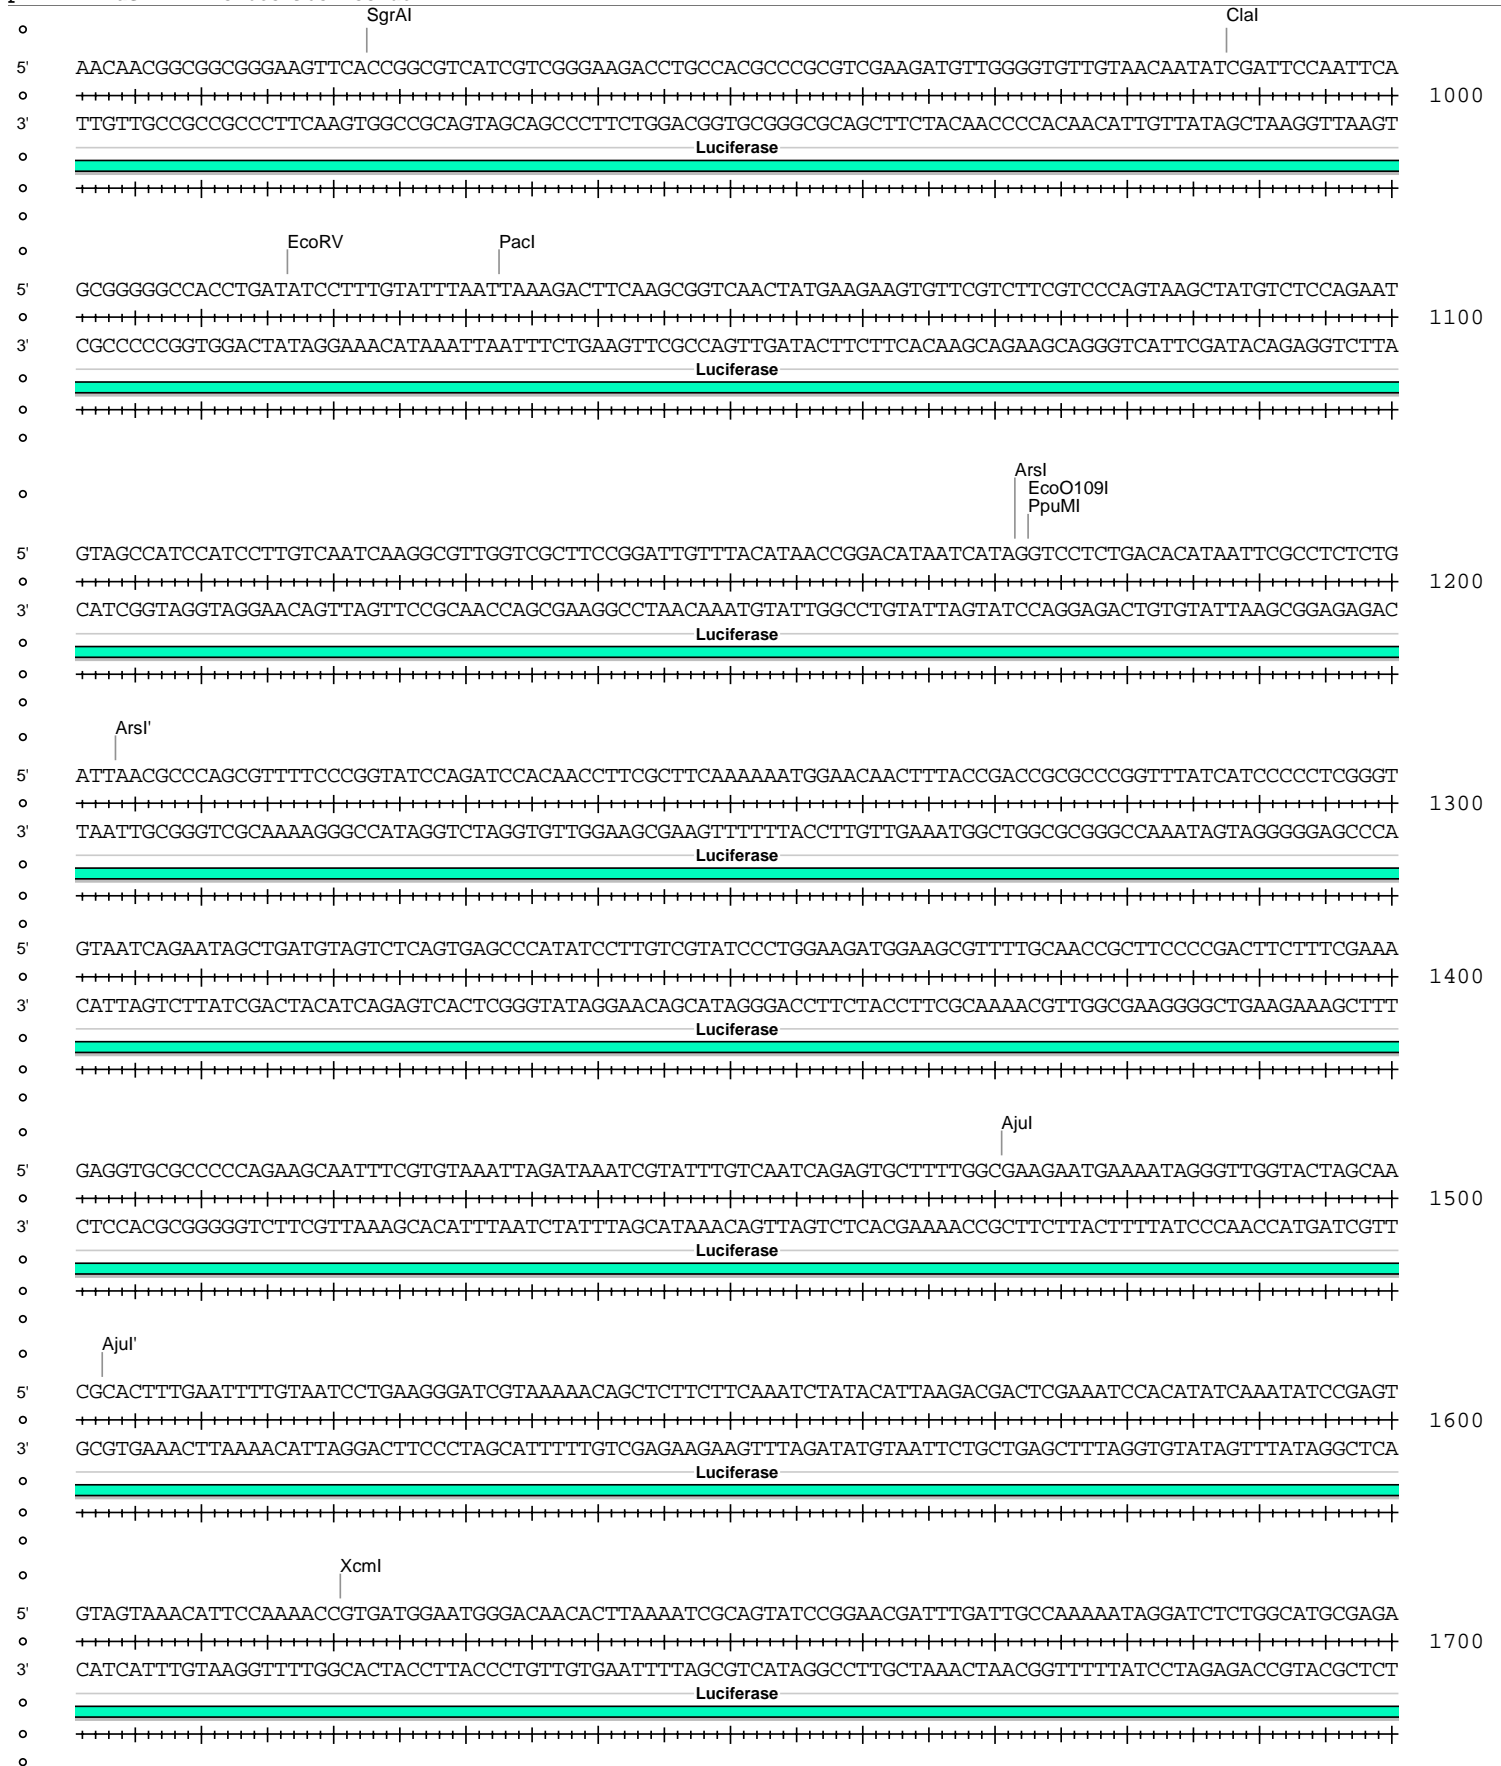 SgrAI ClaI
5' AACAACGGCGGCGGGAAGTTCACCGGCGTCATCGTCGGGAAGACCTGCCACGCCCGCGTCGAAGATGTTGGGGTGTTGTAACAATATCGATTCCAATTCA
1000
3' TTGTTGCCGCCGCCCTTCAAGTGGCCGCAGTAGCAGCCCTTCTGGACGGTGCGGGCGCAGCTTCTACAACCCCACAACATTGTTATAGCTAAGGTTAAGT
Luciferase
EcoRV PacI
5' GCGGGGGCCACCTGATATCCTTTGTATTTAATTAAAGACTTCAAGCGGTCAACTATGAAGAAGTGTTCGTCTTCGTCCCAGTAAGCTATGTCTCCAGAAT
1100
3' CGCCCCCGGTGGACTATAGGAAACATAAATTAATTTCTGAAGTTCGCCAGTTGATACTTCTTCACAAGCAGAAGCAGGGTCATTCGATACAGAGGTCTTA
Luciferase
ArsI
EcoO109I
PpuMI
5' GTAGCCATCCATCCTTGTCAATCAAGGCGTTGGTCGCTTCCGGATTGTTTACATAACCGGACATAATCATAGGTCCTCTGACACATAATTCGCCTCTCTG
1200
3' CATCGGTAGGTAGGAACAGTTAGTTCCGCAACCAGCGAAGGCCTAACAAATGTATTGGCCTGTATTAGTATCCAGGAGACTGTGTATTAAGCGGAGAGAC
Luciferase
ArsI'
5' ATTAACGCCCAGCGTTTTCCCGGTATCCAGATCCACAACCTTCGCTTCAAAAAATGGAACAACTTTACCGACCGCGCCCGGTTTATCATCCCCCTCGGGT
1300
3' TAATTGCGGGTCGCAAAAGGGCCATAGGTCTAGGTGTTGGAAGCGAAGTTTTTTACCTTGTTGAAATGGCTGGCGCGGGCCAAATAGTAGGGGGAGCCCA
Luciferase
5' GTAATCAGAATAGCTGATGTAGTCTCAGTGAGCCCATATCCTTGTCGTATCCCTGGAAGATGGAAGCGTTTTGCAACCGCTTCCCCGACTTCTTTCGAAA
1400
3' CATTAGTCTTATCGACTACATCAGAGTCACTCGGGTATAGGAACAGCATAGGGACCTTCTACCTTCGCAAAACGTTGGCGAAGGGGCTGAAGAAAGCTTT
Luciferase
AjuI
5' GAGGTGCGCCCCCAGAAGCAATTTCGTGTAAATTAGATAAATCGTATTTGTCAATCAGAGTGCTTTTGGCGAAGAATGAAAATAGGGTTGGTACTAGCAA
1500
3' CTCCACGCGGGGGTCTTCGTTAAAGCACATTTAATCTATTTAGCATAAACAGTTAGTCTCACGAAAACCGCTTCTTACTTTTATCCCAACCATGATCGTT
Luciferase
AjuI'
5' CGCACTTTGAATTTTGTAATCCTGAAGGGATCGTAAAAACAGCTCTTCTTCAAATCTATACATTAAGACGACTCGAAATCCACATATCAAATATCCGAGT
1600
3' GCGTGAAACTTAAAACATTAGGACTTCCCTAGCATTTTTGTCGAGAAGAAGTTTAGATATGTAATTCTGCTGAGCTTTAGGTGTATAGTTTATAGGCTCA
Luciferase
XcmI
5' GTAGTAAACATTCCAAAACCGTGATGGAATGGGACAACACTTAAAATCGCAGTATCCGGAACGATTTGATTGCCAAAAATAGGATCTCTGGCATGCGAGA
1700
3' CATCATTTGTAAGGTTTTGGCACTACCTTACCCTGTTGTGAATTTTAGCGTCATAGGCCTTGCTAAACTAACGGTTTTTATCCTAGAGACCGTACGCTCT
Luciferase